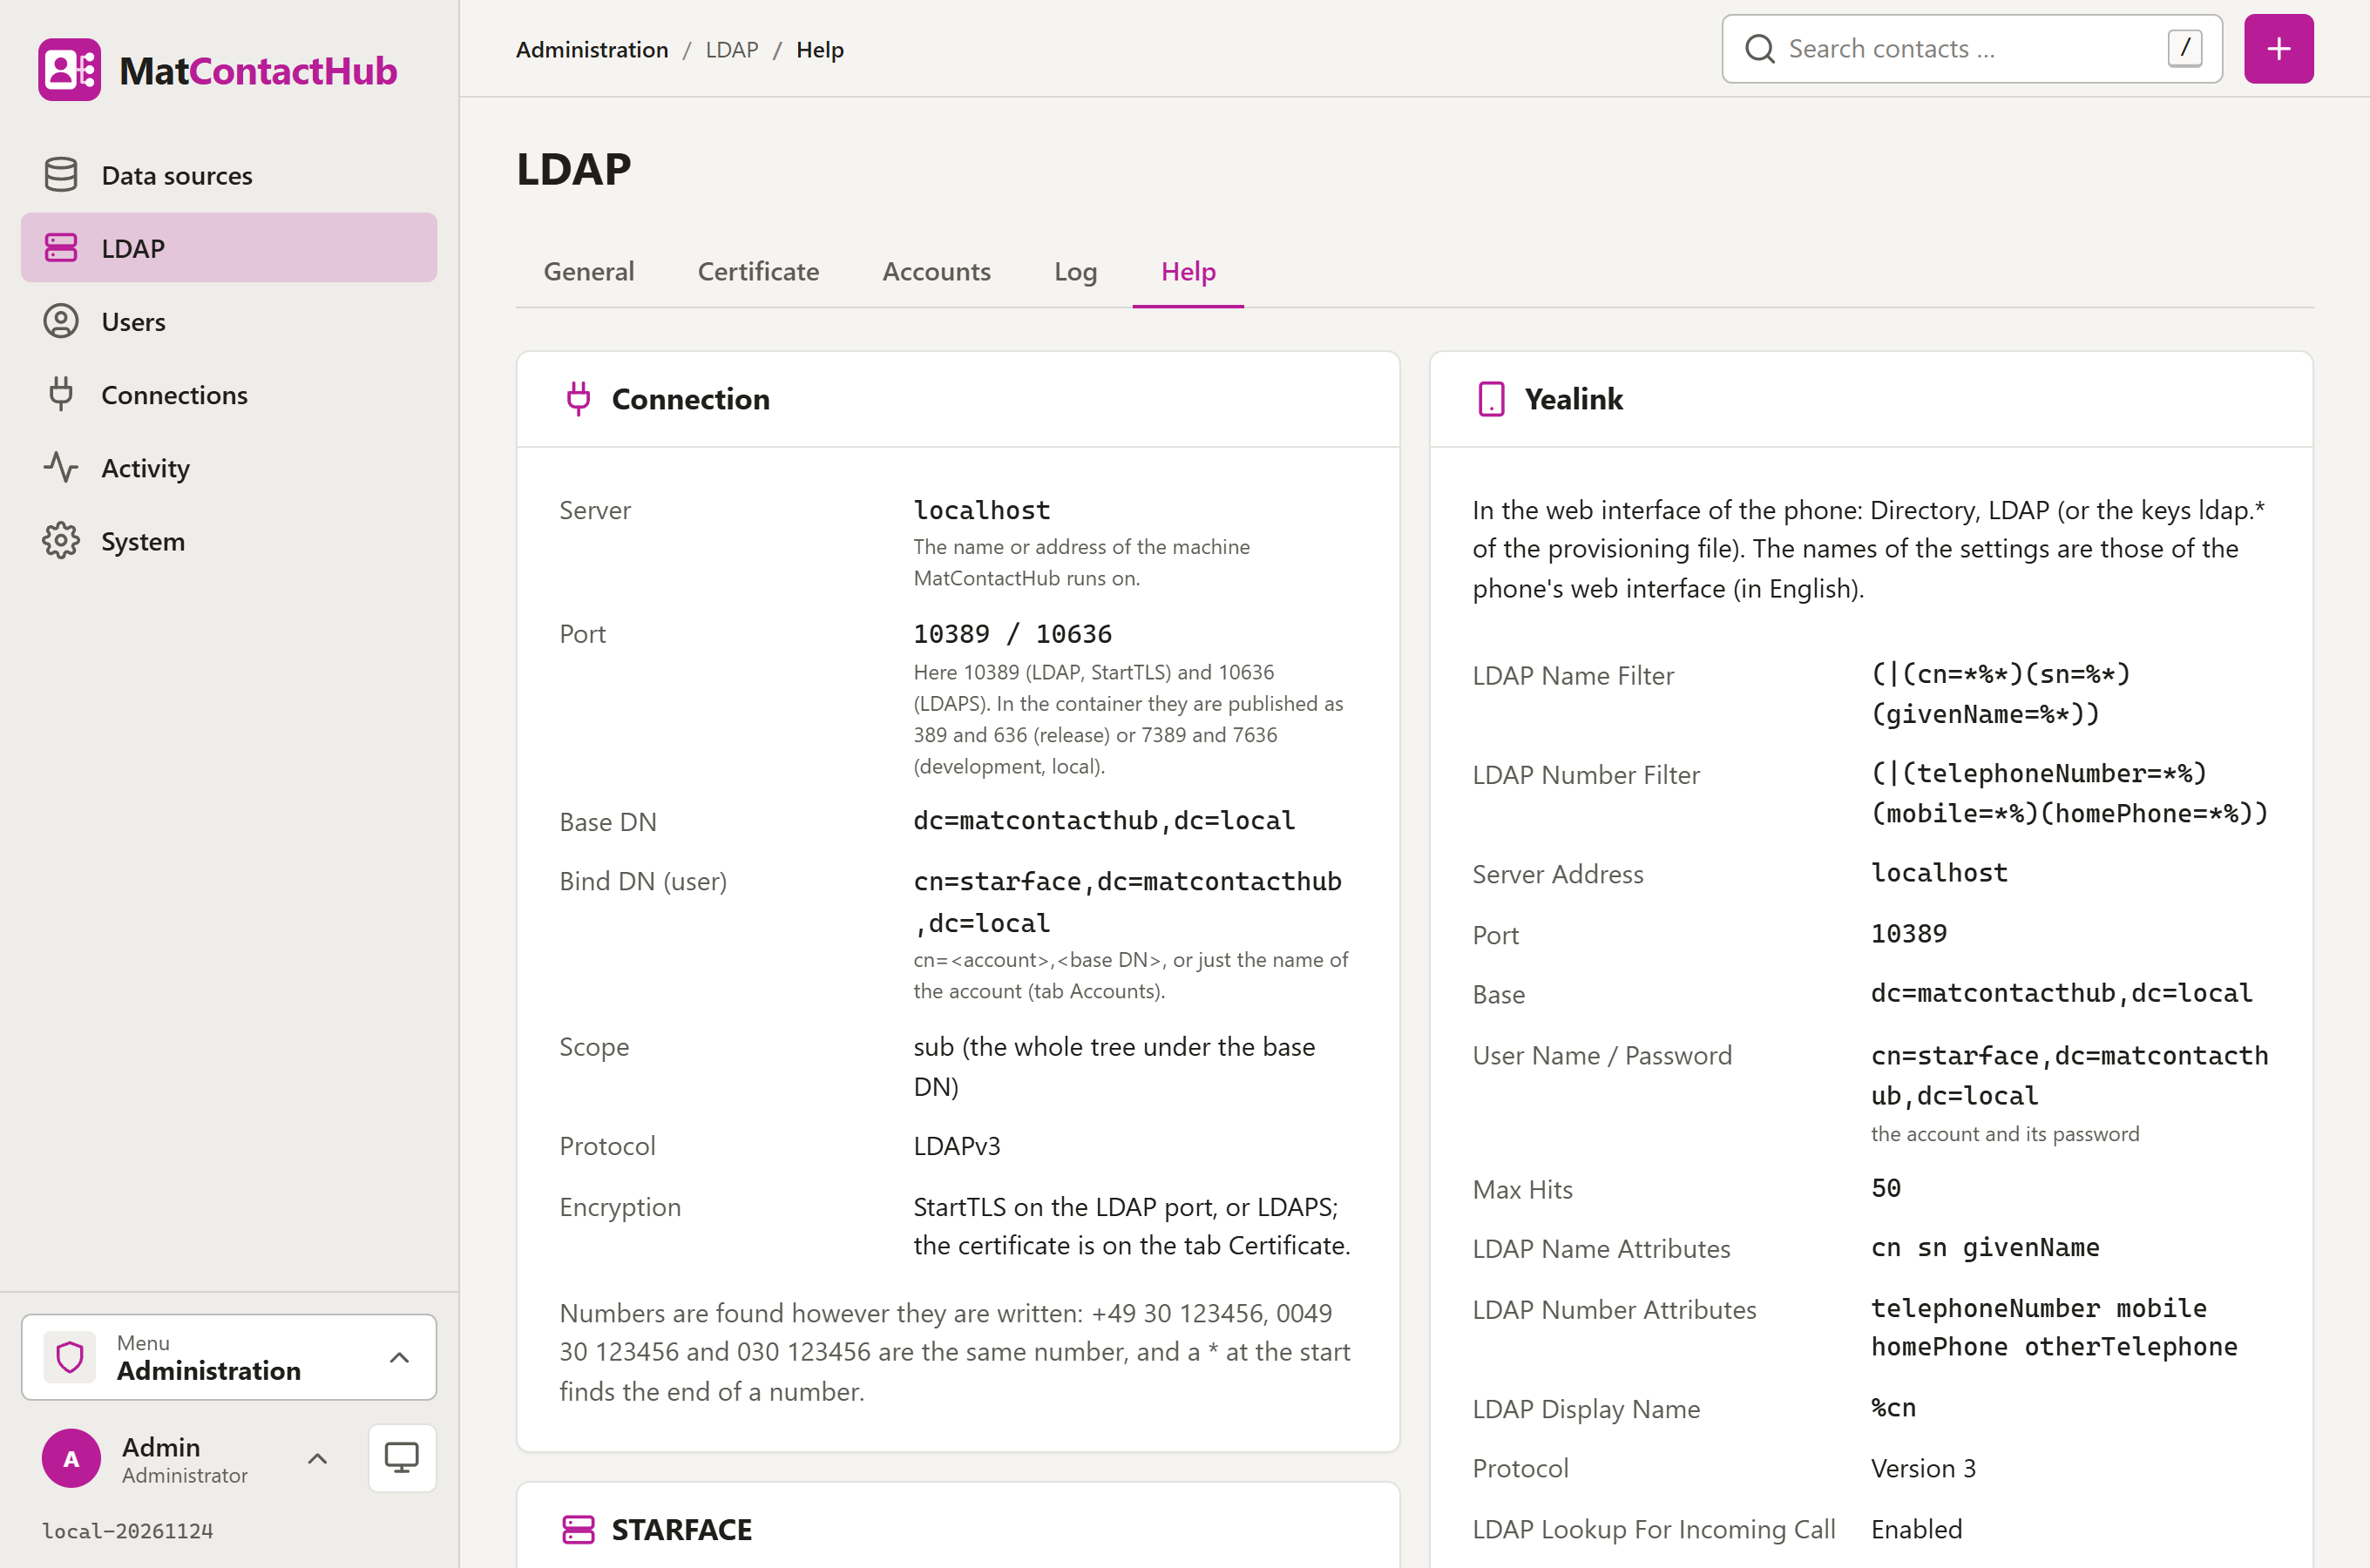 MatContactHub
Data sources
LDAP
Users
Connections
Activity
System
Menu
Administration
A
Admin
Administrator
local-20261124
Administration / LDAP / Help
Search contacts ...
/
+
LDAP
General
Certificate
Accounts
Log
Help
Connection
Server
localhost
The name or address of the machine
MatContactHub runs on.
Port
10389 / 10636
Here 10389 (LDAP, StartTLS) and 10636
(LDAPS). In the container they are published as
389 and 636 (release) or 7389 and 7636
(development, local).
Base DN
dc=matcontacthub,dc=local
Bind DN (user)
cn=starface,dc=matcontacthub
,dc=local
cn=<account>,<base DN>, or just the name of
the account (tab Accounts).
Scope
sub (the whole tree under the base
DN)
Protocol
LDAPv3
Encryption
StartTLS on the LDAP port, or LDAPS;
the certificate is on the tab Certificate.
Numbers are found however they are written: +49 30 123456, 0049
30 123456 and 030 123456 are the same number, and a * at the start
finds the end of a number.
STARFACE
Yealink
In the web interface of the phone: Directory, LDAP (or the keys ldap.*
of the provisioning file). The names of the settings are those of the
phone's web interface (in English).
LDAP Name Filter
(|(cn=*%*)(sn=%*)
(givenName=%*))
LDAP Number Filter
(|(telephoneNumber=*%)
(mobile=*%)(homePhone=*%))
Server Address
localhost
Port
10389
Base
dc=matcontacthub,dc=local
User Name / Password
cn=starface,dc=matcontacth
ub,dc=local
the account and its password
Max Hits
50
LDAP Name Attributes
cn sn givenName
LDAP Number Attributes
telephoneNumber mobile
homePhone otherTelephone
LDAP Display Name
%cn
Protocol
Version 3
LDAP Lookup For Incoming Call
Enabled